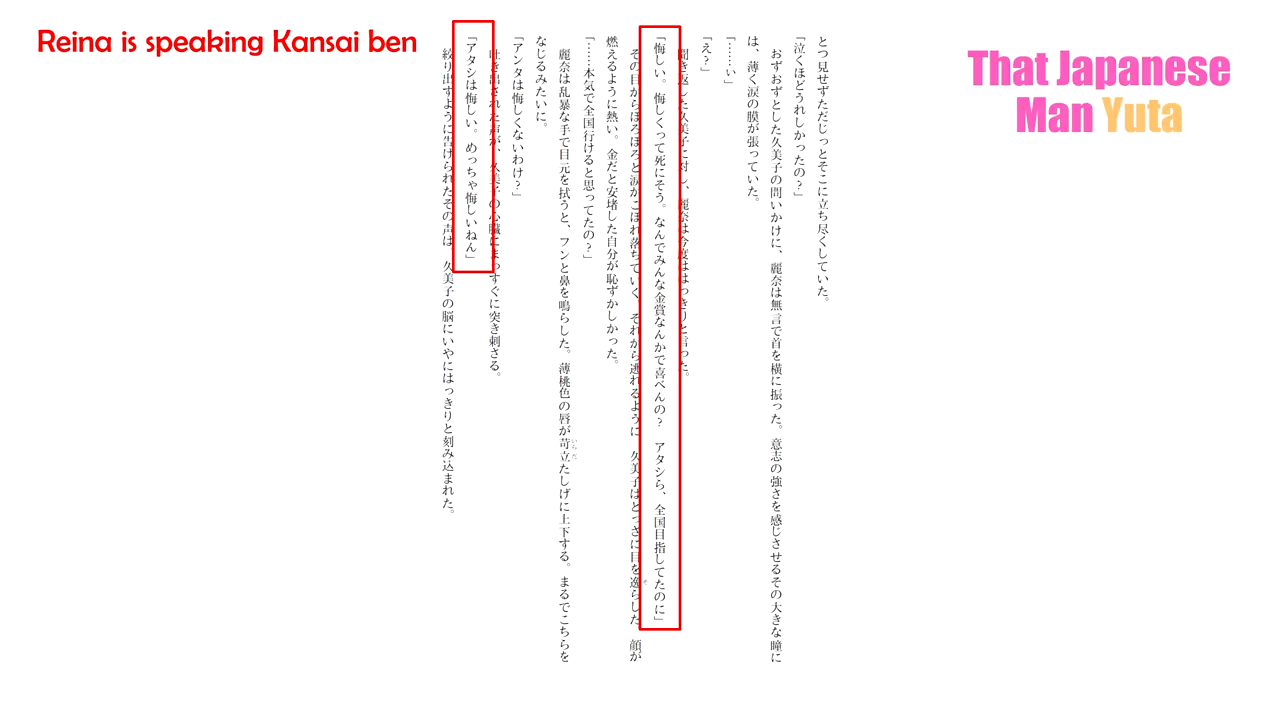 Reina is speaking Kansai ben
That Japanese
Man Yuta
とつ見せずただじっとそこに立ち尽くしていた。
「泣くほどうれしかったの？」
おずおずとした久美子の問いかけに、麗奈は無言で首を横に振った。意志の強さを感じさせるその大きな瞳に
は、薄く涙の膜が張っていた。
「……い」
「え？」
聞き返した久美子に対し、麗奈は今度ははっきりと言った。
「悔しい。悔しくって死にそう。なんでみんな金賞なんかで喜べんの？　アタシら、全国目指してたのに」
その目からぼろぼろと涙がこぼれ落ちていく。それから逃れるように、久美子はとっさに目を逸らした。顔が
燃えるように熱い。金だと安堵した自分が恥ずかしかった。
「……本気で全国行けると思ってたの？」
麗奈は乱暴な手で目元を拭うと、フンと鼻を鳴らした。薄桃色の唇が苛立たしげに上下する。まるでこちらを
なじるみたいに。
「アンタは悔しくないわけ？」
吐き出された声が、久美子の心臓にまっすぐに突き刺さる。
「アタシは悔しい。めっちゃ悔しいねん」
絞り出すように告げられたその声は、久美子の脳にいやにはっきりと刻み込まれた。